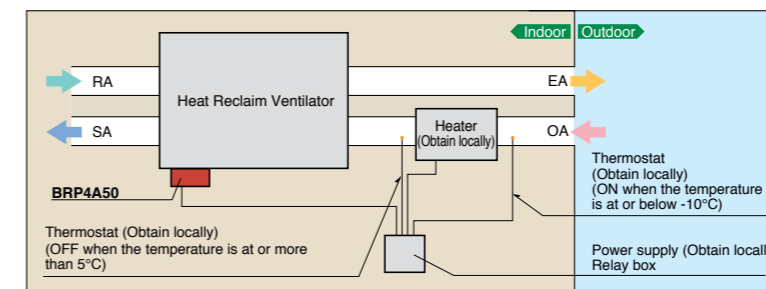 Indoor Outdoor
RA
EA
Heat Reclaim Ventilator
SA
Heater
(Obtain locally)
OA
Thermostat
(Obtain locally)
(ON when the temperature
is at or below -10°C)
BRP4A50
Thermostat (Obtain locally)
(OFF when the temperature is at or more
than 5°C)
Power supply (Obtain locall
Relay box